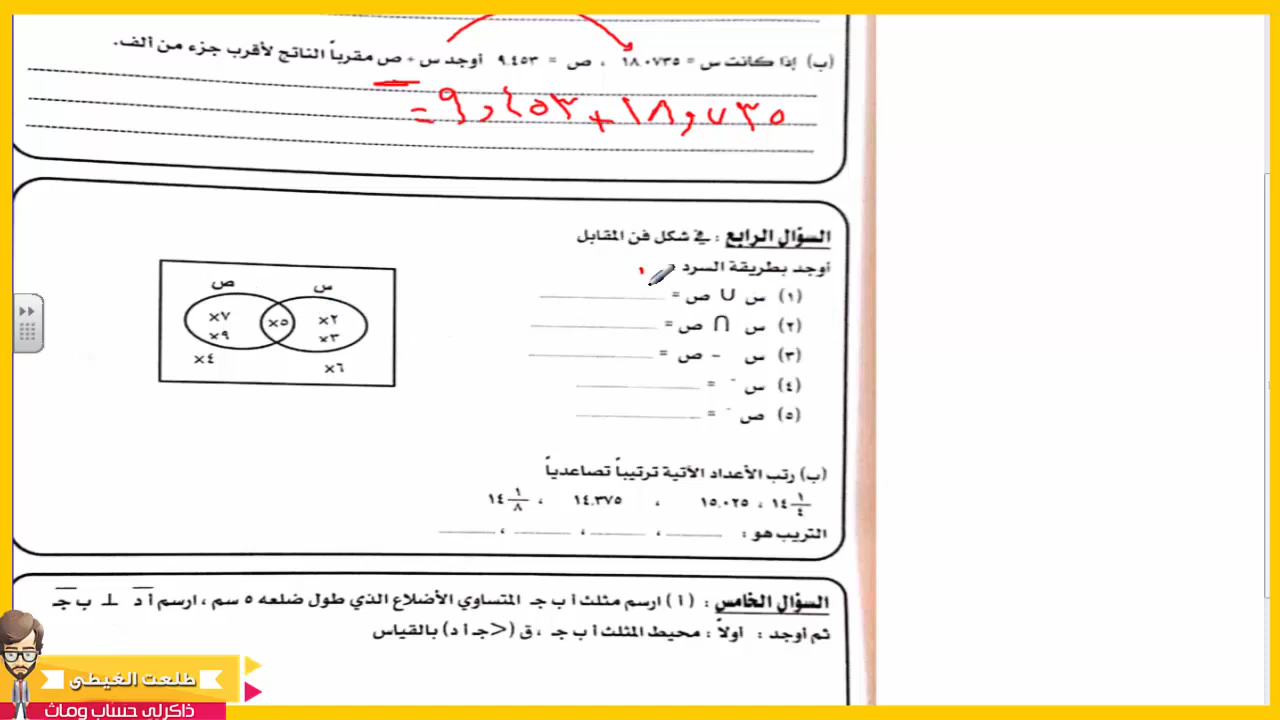 (ب) إذا كانت س = ١٨.٠٧٣٥ ، ص = ٩.٤٥٣ أوجد س + ص مقرباً الناتج لأقرب جزء من ألف.
٩,٤٥٣ + ١٨,٧٣٥ =
السؤال الرابع : في شكل فن المقابل
أوجد بطريقة السرد
(١) س ∪ ص =
(٢) س ∩ ص =
(٣) س - ص =
(٤) س ¯ =
(٥) ص ¯ =
ص س
×٧ ×٥ ×٢
×٩ ×٣
×٤ ×٦
(ب) رتب الأعداد الآتية ترتيباً تصاعدياً
١٤ ١/٤ ، ١٥.٠٢٥ ، ١٤.٣٧٥ ، ١٤ ١/٨
التريب هو : ، ، ،
السؤال الخامس : (أ) ارسم مثلث أ ب جـ المتساوي الأضلاع الذي طول ضلعه ٥ سم ، ارسم أ د ⊥ ب جـ
ثم أوجد : أولاً : محيط المثلث أ ب جـ ، ق (> جـ أ د) بالقياس
طلعت الغيطى
ذاكرلى حساب وماث